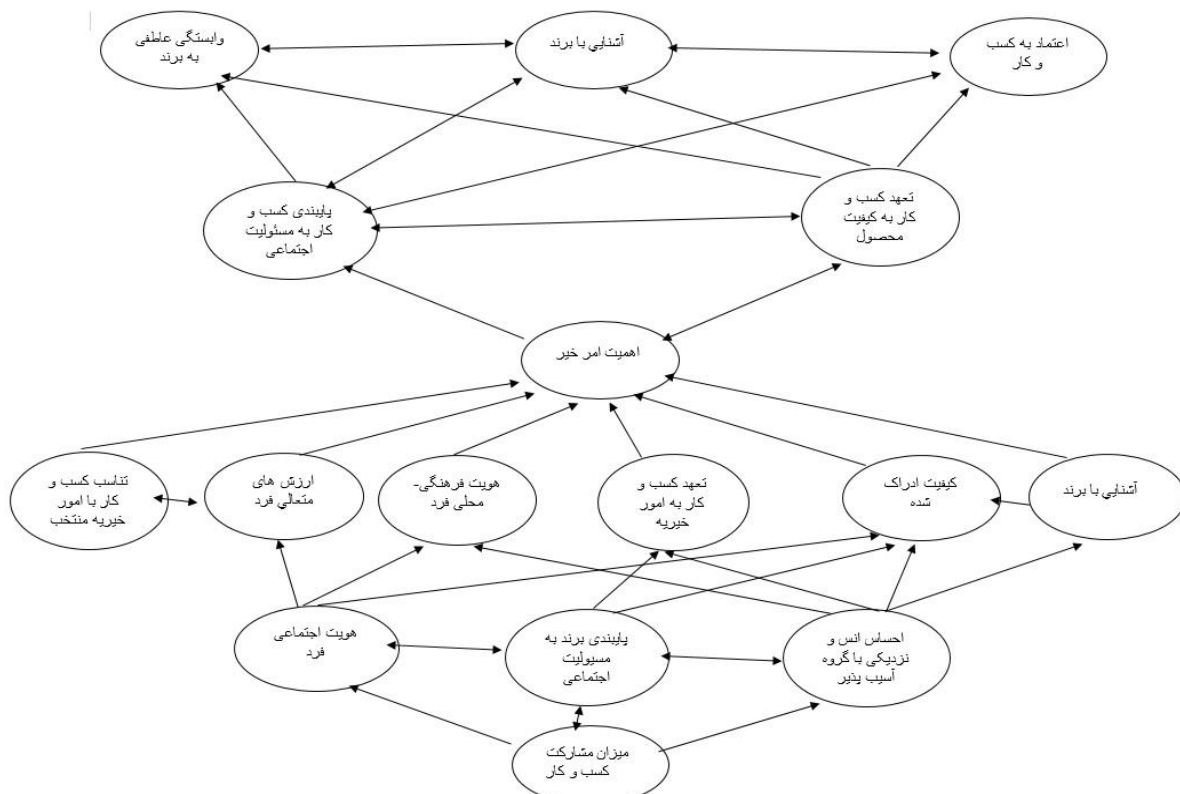 اعتماد به کسب
و کار
آشنایی با برند
وابستگی عاطفی
به برند
تعهد کسب و
کار به کیفیت
محصول
پایبندی کسب و
کار به مسئولیت
اجتماعی
اهمیت امر خیر
آشنایی با برند
کیفیت ادراک
شده
تعهد کسب و
کار به امور
خیریه
هویت فرهنگی-
محلی فرد
ارزش های
متعالی فرد
تناسب کسب و
کار با امور
خیریه منتخب
احساس انس و
نزدیکی با گروه
آسیب پذیر
پایبندی برند به
مسیولیت
اجتماعی
هویت اجتماعی
فرد
میزان مشارکت
کسب و کار